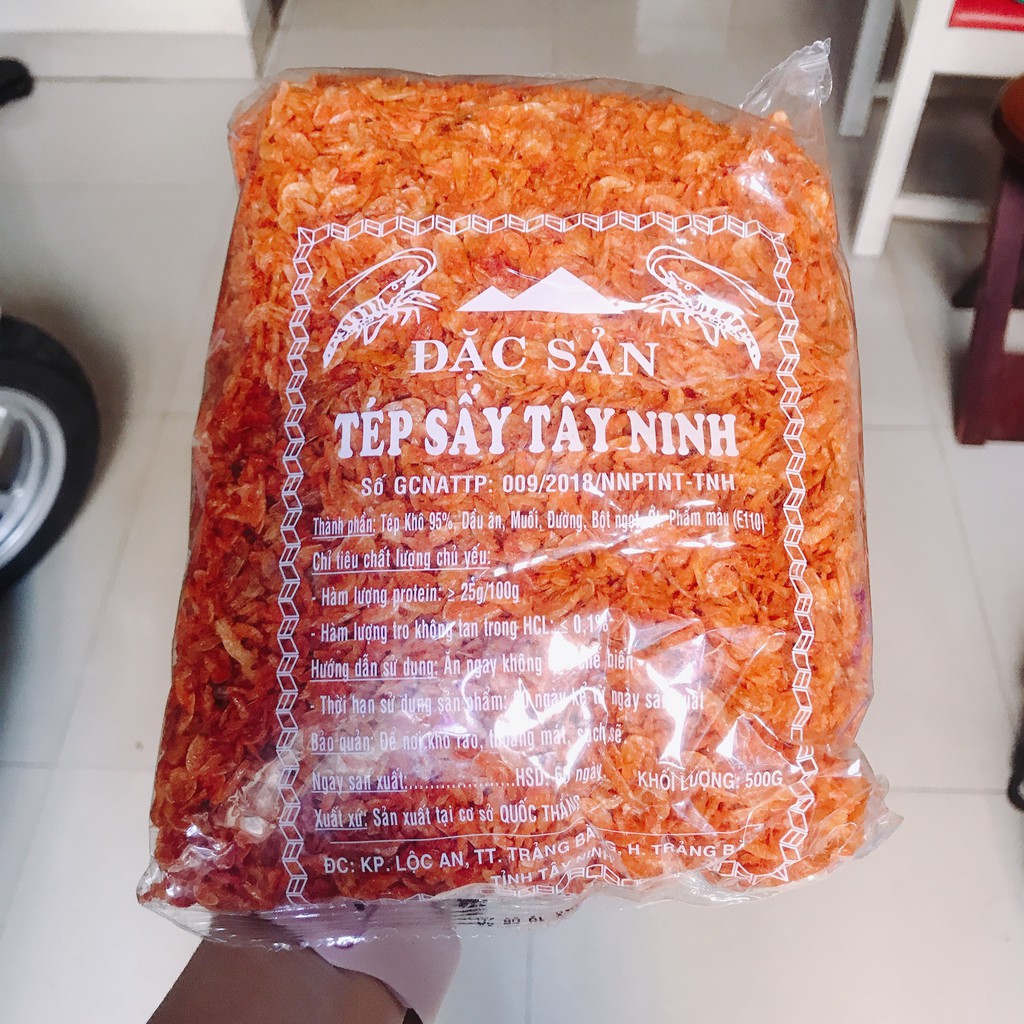 ĐẶC SẢN
TÉP SẤY TÂY NINH
Số GCNATTP: 009/2018/NNPTNT-TNH
Thành phần: Tép Khô 95%, Dầu ăn, Muối, Đường, Bột ngọt, Ớt, Phẩm màu (E110)
Chỉ tiêu chất lượng chủ yếu:
- Hàm lượng protein: ≥ 25g/100g
- Hàm lượng tro không tan trong HCL: ≤ 0,1%
Hướng dẫn sử dụng: Ăn ngay không chế biến
- Thời hạn sử dụng sản phẩm: ngày kể từ ngày sản xuất
Bảo quản: Để nơi khô ráo, thoáng mát, sạch sẽ
Ngày sản xuất:......................HSD: 60 ngày.
KHỐI LƯỢNG: 500G
Xuất xứ: Sản xuất tại cơ sở QUỐC THẮNG
ĐC: KP. LỘC AN, TT. TRẢNG BÀNG, H. TRẢNG
TỈNH TÂY NINH